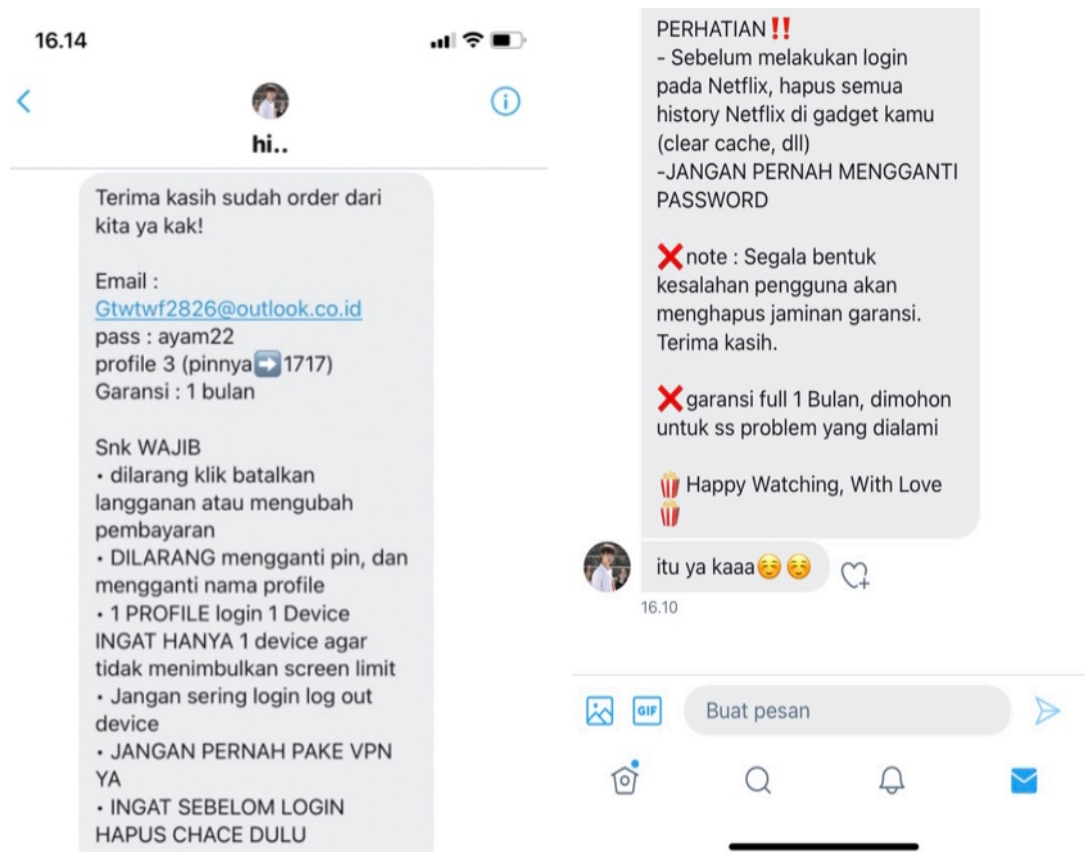 16.14
hi..
Terima kasih sudah order dari
kita ya kak!
Email :
Gtwtwf2826@outlook.co.id
pass : ayam22
profile 3 (pinnya➡️1717)
Garansi : 1 bulan
Snk WAJIB
• dilarang klik batalkan
langganan atau mengubah
pembayaran
• DILARANG mengganti pin, dan
mengganti nama profile
• 1 PROFILE login 1 Device
INGAT HANYA 1 device agar
tidak menimbulkan screen limit
• Jangan sering login log out
device
• JANGAN PERNAH PAKE VPN
YA
• INGAT SEBELOM LOGIN
HAPUS CHACE DULU
PERHATIAN‼️
- Sebelum melakukan login
pada Netflix, hapus semua
history Netflix di gadget kamu
(clear cache, dll)
-JANGAN PERNAH MENGGANTI
PASSWORD
❌note : Segala bentuk
kesalahan pengguna akan
menghapus jaminan garansi.
Terima kasih.
❌garansi full 1 Bulan, dimohon
untuk ss problem yang dialami
🍿 Happy Watching, With Love
🍿
itu ya kaaa☺️☺️
16.10
GIF
Buat pesan